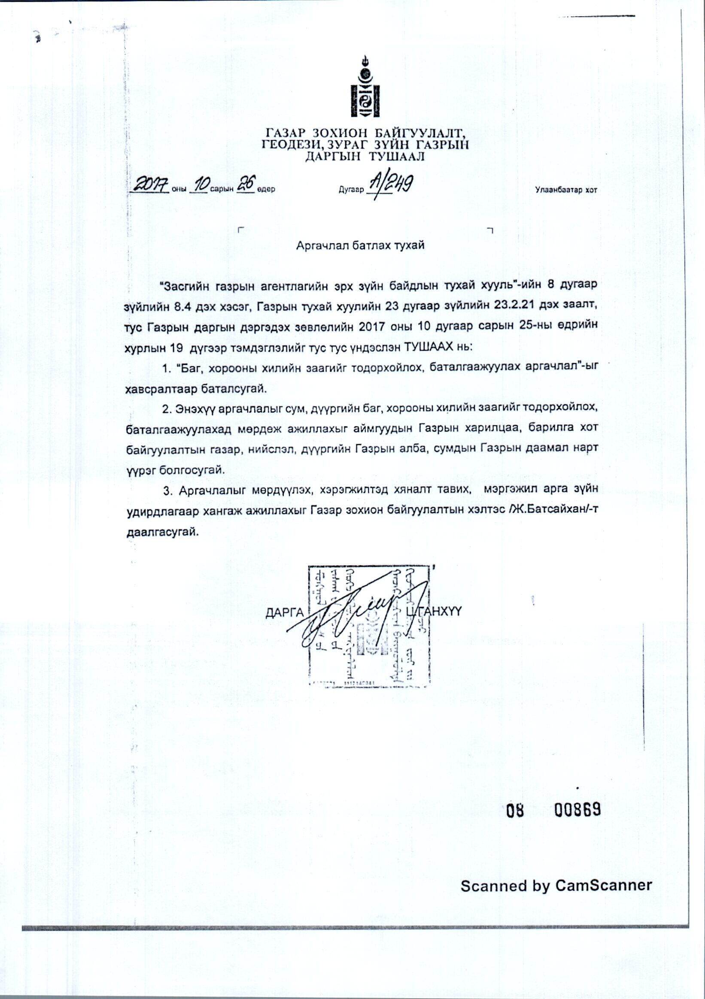 ГАЗАР ЗОХИОН БАЙГУУЛАЛТ,
ГЕОДЕЗИ, ЗУРАГ ЗҮЙН ГАЗРЫН
ДАРГЫН ТУШААЛ
2017 оны 10 сарын 26 өдөр Дугаар А/249 Улаанбаатар хот
Аргачлал батлах тухай
“Засгийн газрын агентлагийн эрх зүйн байдлын тухай хууль”-ийн 8 дугаар
зүйлийн 8.4 дэх хэсэг, Газрын тухай хуулийн 23 дугаар зүйлийн 23.2.21 дэх заалт,
тус Газрын даргын дэргэдэх зөвлөлийн 2017 оны 10 дугаар сарын 25-ны өдрийн
хурлын 19 дүгээр тэмдэглэлийг тус тус үндэслэн ТУШААХ нь:
1. “Баг, хорооны хилийн заагийг тодорхойлох, баталгаажуулах аргачлал”-ыг
хавсралтаар баталсугай.
2. Энэхүү аргачлалыг сум, дүүргийн баг, хорооны хилийн заагийг тодорхойлох,
баталгаажуулахад мөрдөж ажиллахыг аймгуудын Газрын харилцаа, барилга хот
байгуулалтын газар, нийслэл, дүүргийн Газрын алба, сумдын Газрын даамал нарт
үүрэг болгосугай.
3. Аргачлалыг мөрдүүлэх, хэрэгжилтэд хяналт тавих, мэргэжил арга зүйн
удирдлагаар хангаж ажиллахыг Газар зохион байгуулалтын хэлтэс /Ж.Батсайхан/-т
даалгасугай.
ДАРГА Ц.ГАНХҮҮ
08 00869
Scanned by CamScanner